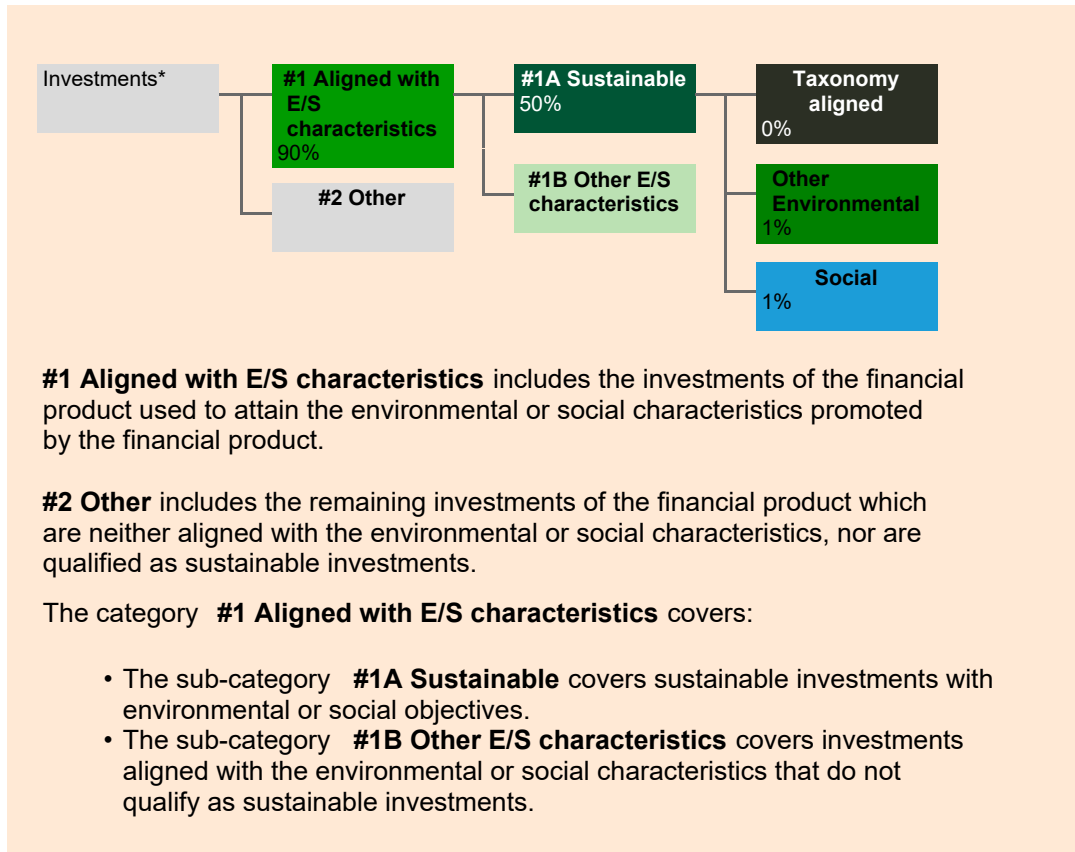 Investments*
#1 Aligned with
E/S
characteristics
90%
#2 Other
#1A Sustainable
50%
#1B Other E/S
characteristics
Taxonomy
aligned
0%
Other
Environmental
1%
Social
1%
#1 Aligned with E/S characteristics includes the investments of the financial
product used to attain the environmental or social characteristics promoted
by the financial product.
#2 Other includes the remaining investments of the financial product which
are neither aligned with the environmental or social characteristics, nor are
qualified as sustainable investments.
The category #1 Aligned with E/S characteristics covers:
• The sub-category #1A Sustainable covers sustainable investments with
environmental or social objectives.
• The sub-category #1B Other E/S characteristics covers investments
aligned with the environmental or social characteristics that do not
qualify as sustainable investments.